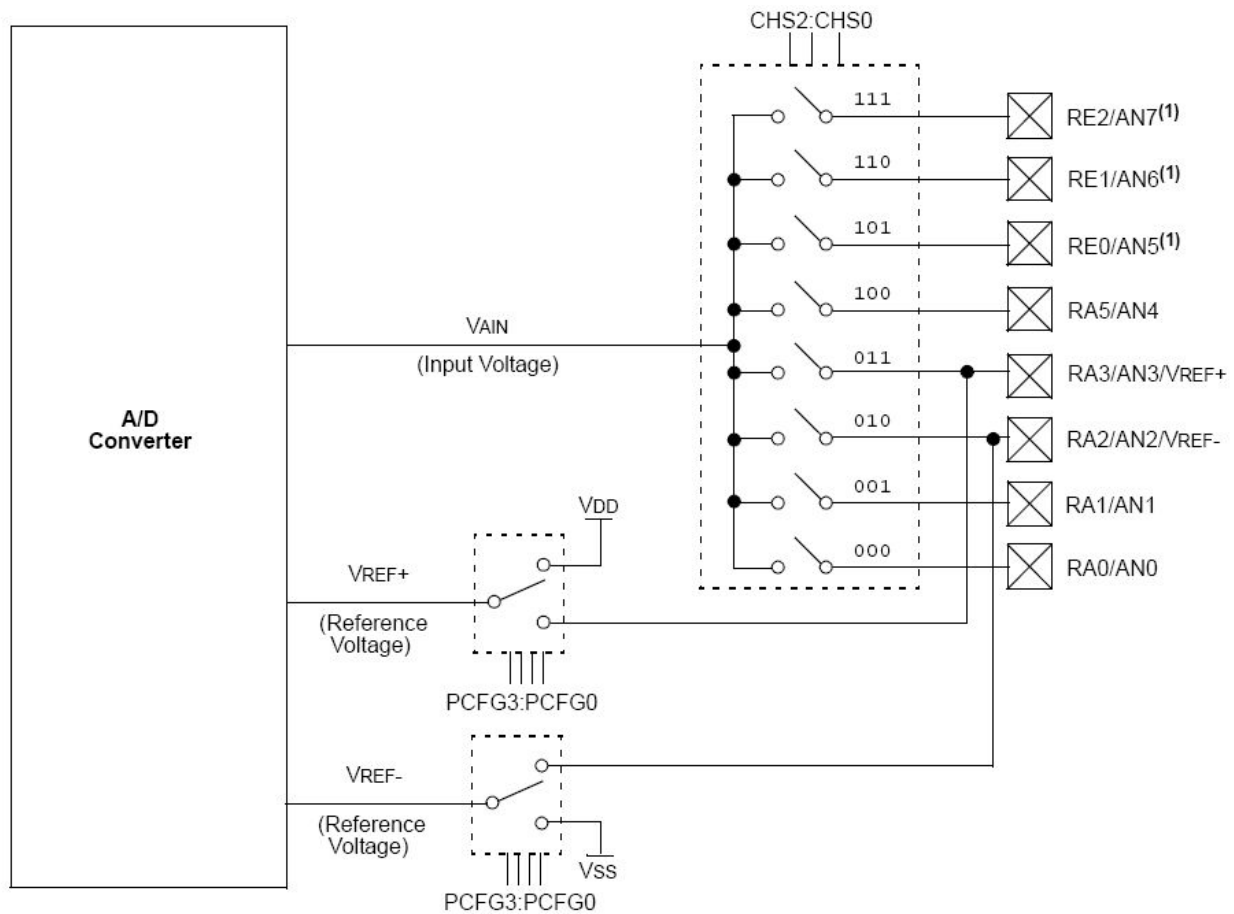 CHS2:CHS0
111
RE2/AN7(1)
110
RE1/AN6(1)
101
RE0/AN5(1)
100
RA5/AN4
VAIN
(Input Voltage)
011
RA3/AN3/VREF+
A/D
Converter
010
RA2/AN2/VREF-
001
RA1/AN1
VDD
000
RA0/AN0
VREF+
(Reference
Voltage)
PCFG3:PCFG0
VREF-
(Reference
Voltage)
VSS
PCFG3:PCFG0